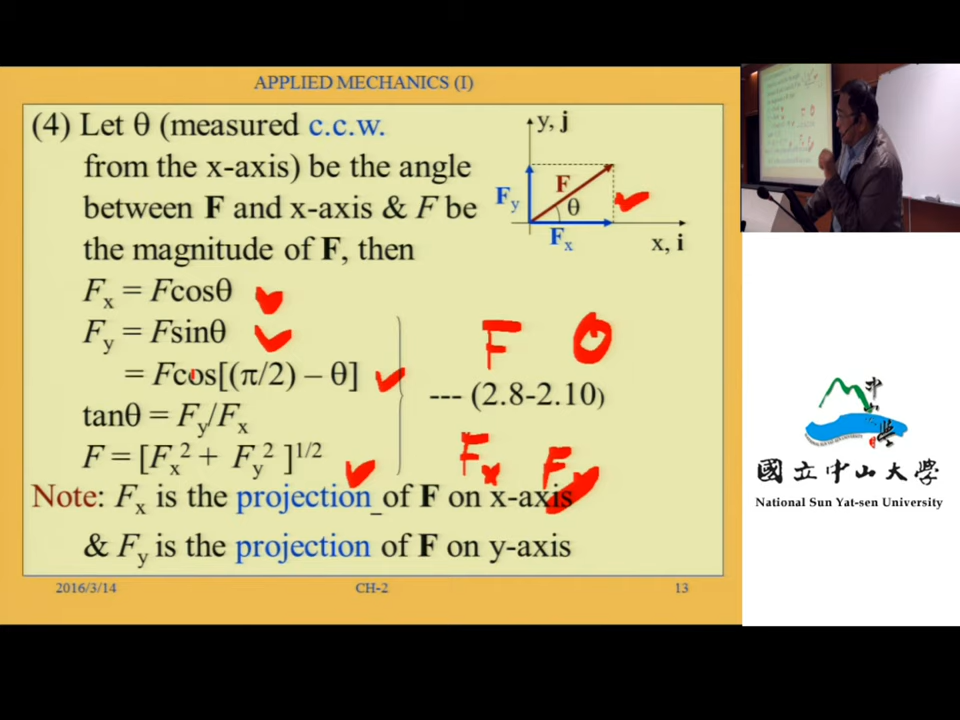 APPLIED MECHANICS (I)
(4) Let θ (measured c.c.w.
from the x-axis) be the angle
between F and x-axis & F be
the magnitude of F, then
Fx = Fcosθ
Fy = Fsinθ
= Fcos[(π/2) – θ]
tanθ = Fy/Fx
F = [Fx² + Fy² ]^1/2
--- (2.8-2.10)
Note: Fx is the projection_of F on x-axis
& Fy is the projection of F on y-axis
y, j
F
Fy
θ
Fx
x, i
F θ
Fx Fy
2016/3/14 CH-2 13
國立中山大學
National Sun Yat-sen University